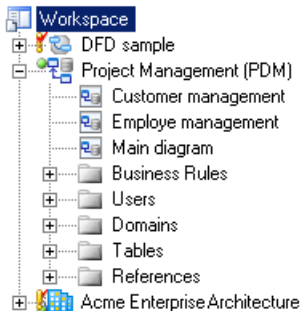 Workspace
DFD sample
Project Management (PDM)
Customer management
Employe management
Main diagram
Business Rules
Users
Domains
Tables
References
Acme Enterprise Architecture